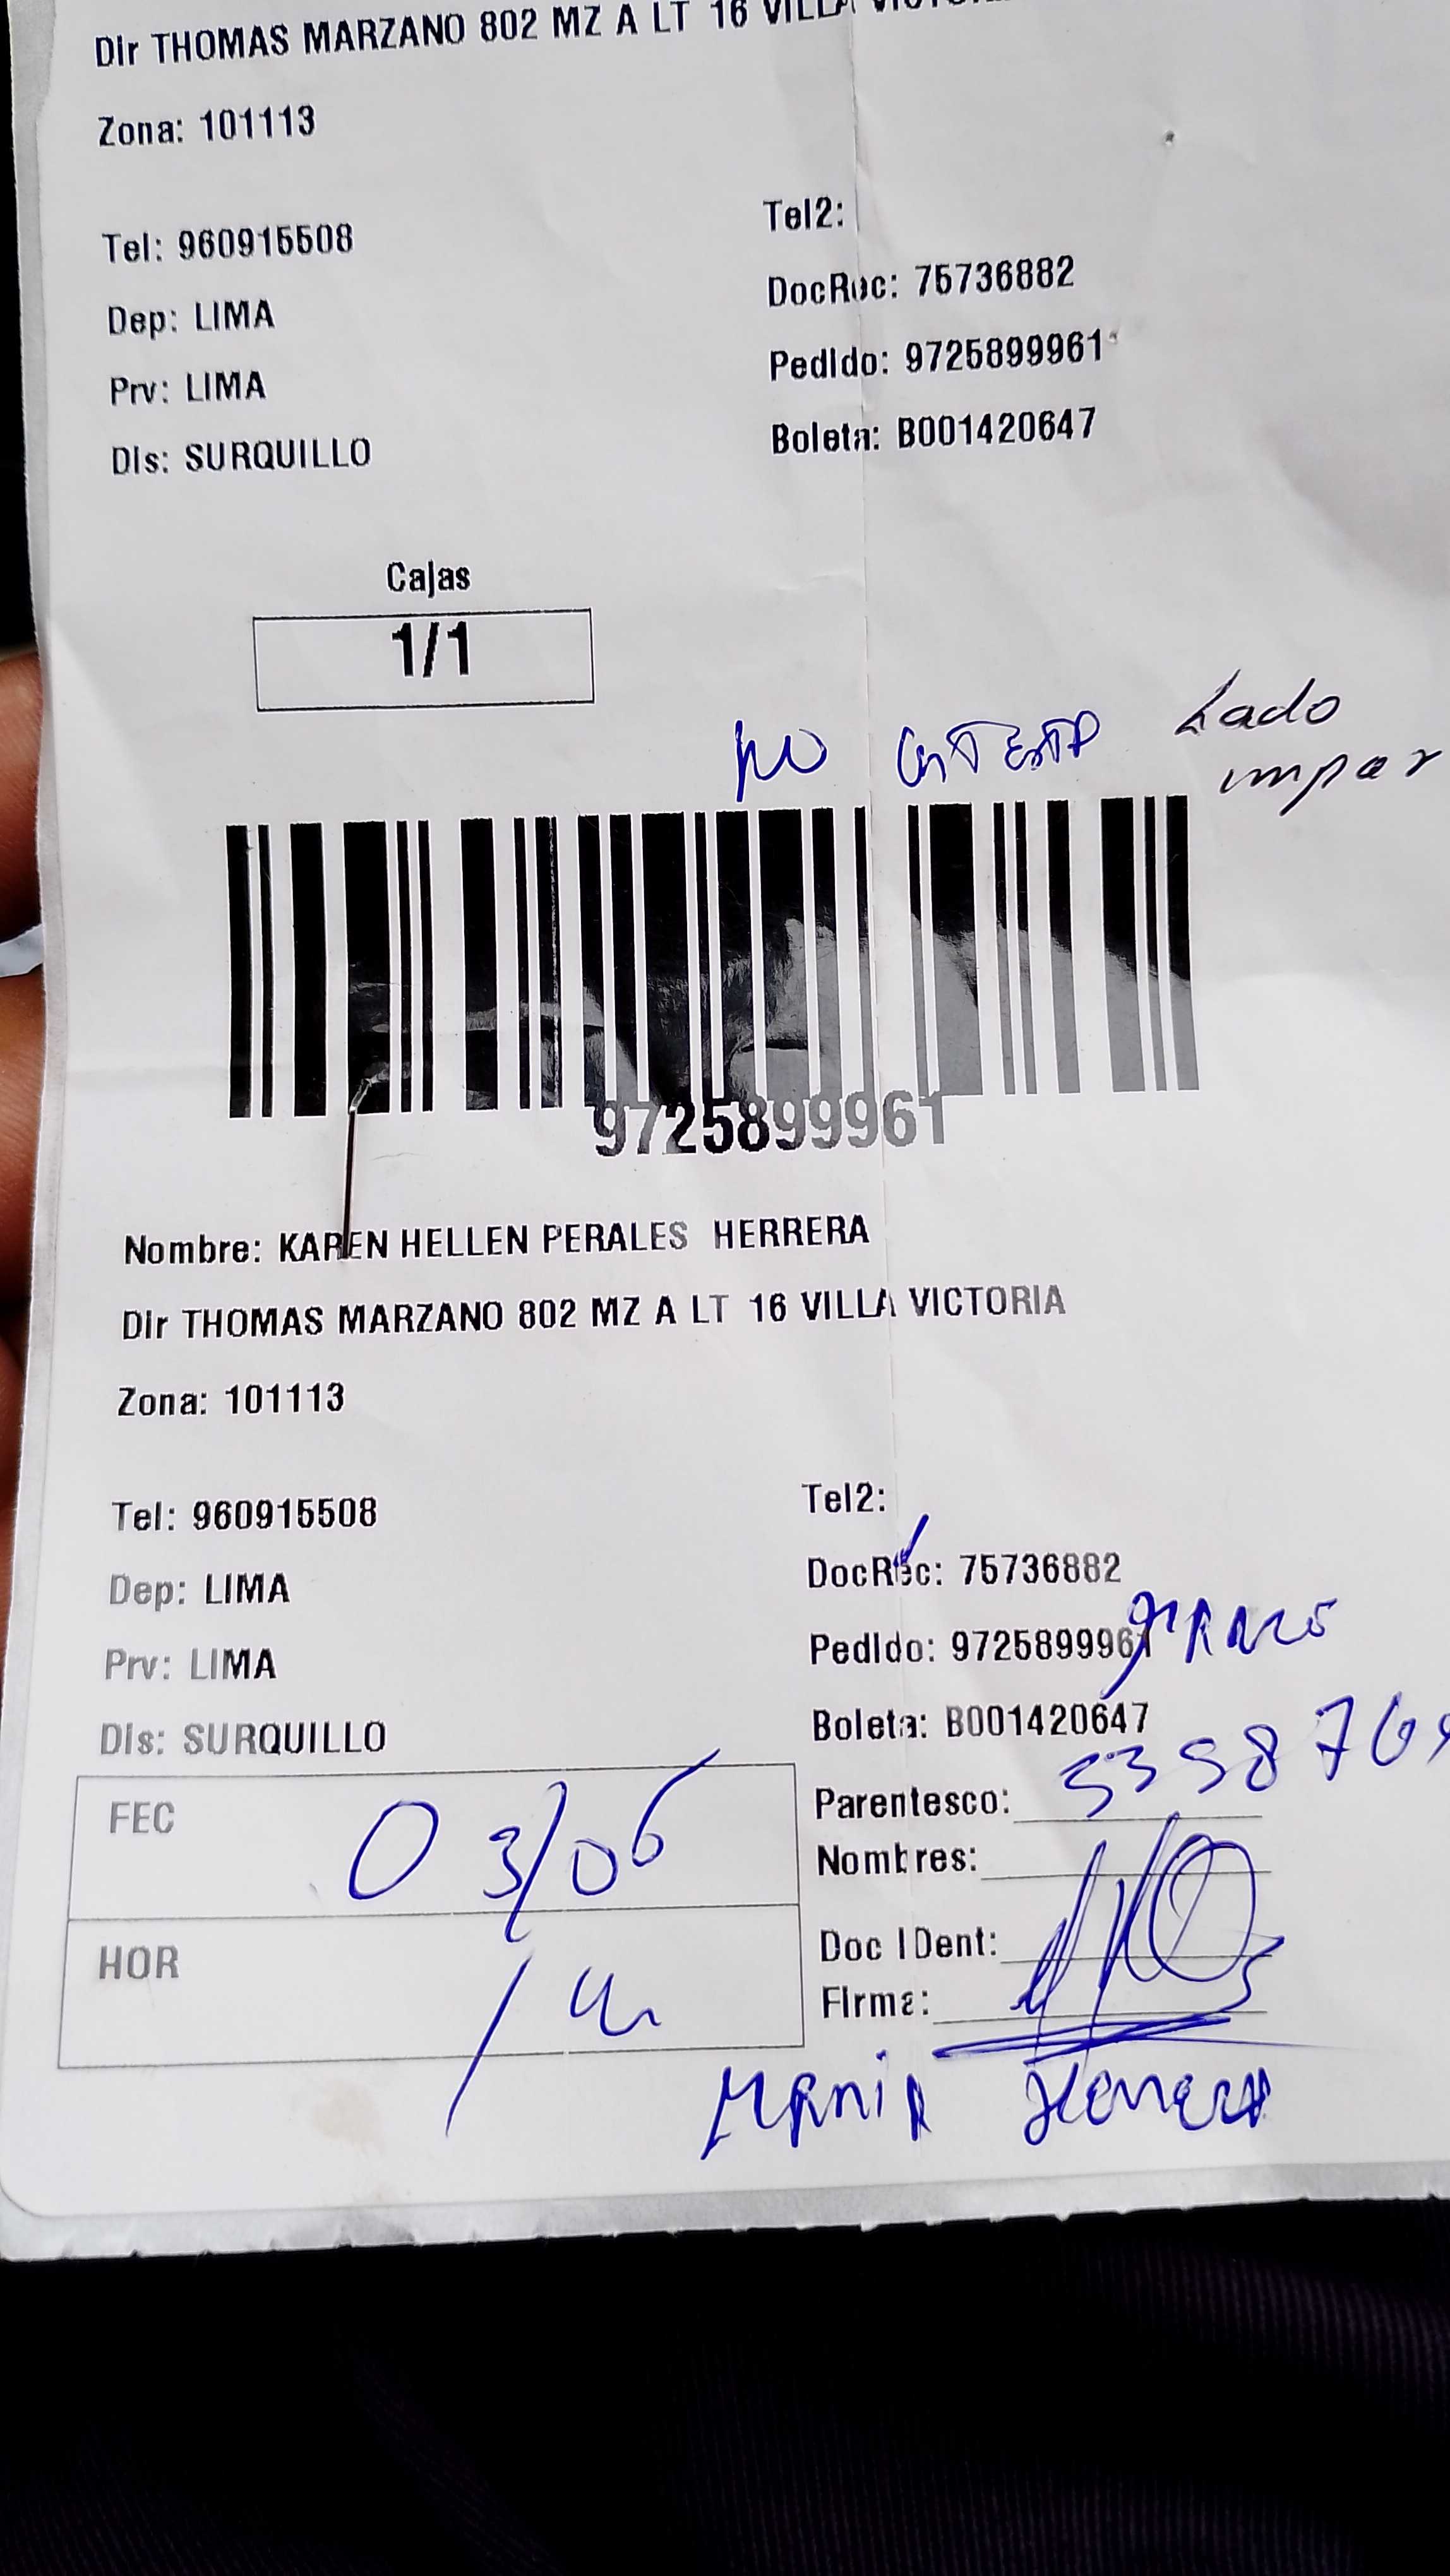 Dir THOMAS MARZANO 802 MZ A LT 16 VILLA
Zona: 101113
Tel: 960915508
Tel2:
Dep: LIMA
DocRec: 75736882
Prv: LIMA
Pedido: 9725899961
Dis: SURQUILLO
Boleta: B001420647
Cajas
1/1
Lado
impar
NO
9725899961
Nombre: KAREN HELLEN PERALES HERRERA
Dir THOMAS MARZANO 802 MZ A LT 16 VILLA VICTORIA
Zona: 101113
Tel: 960915508
Tel2:
Dep: LIMA
DocRec: 75736882
Prv: LIMA
Pedido: 9725899961
Dis: SURQUILLO
Boleta: B001420647
FEC 03/06
Parentesco:
Nombres:
HOR
Doc IDent:
Firma: